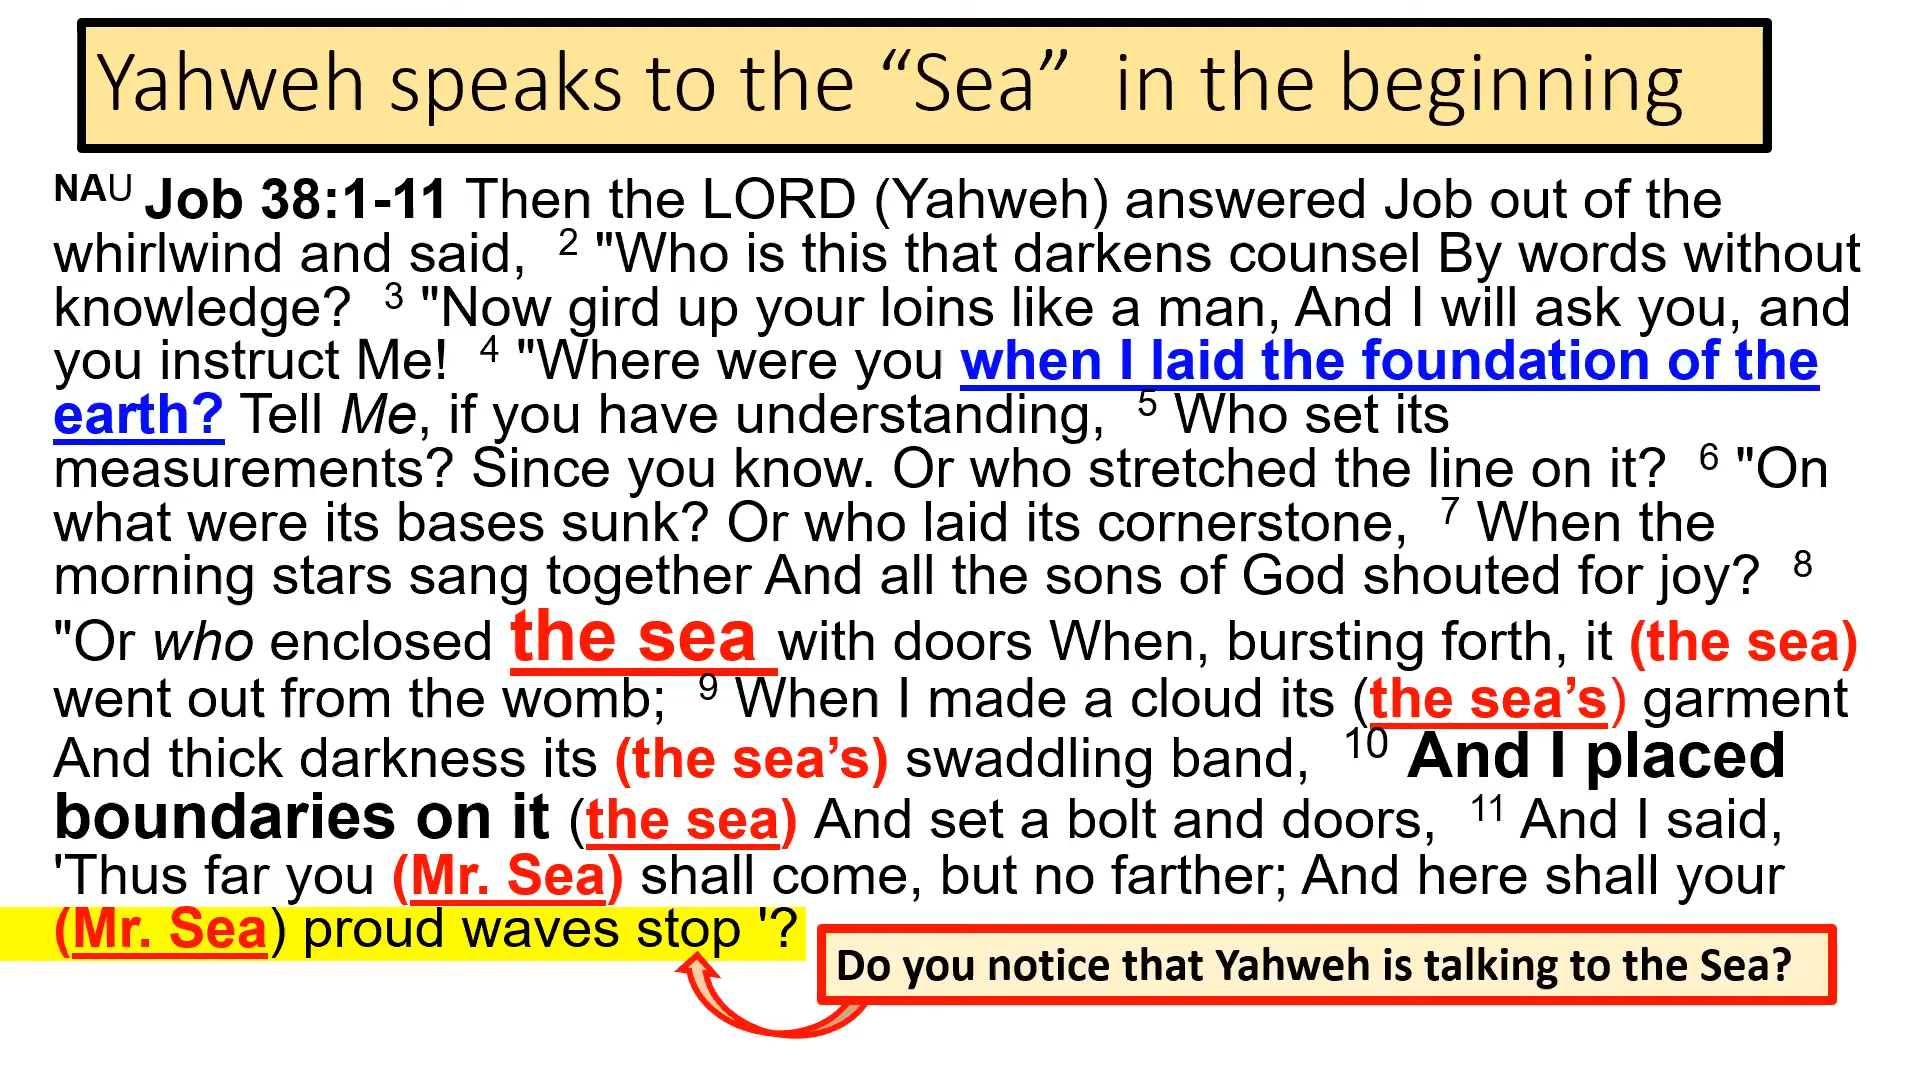 Yahweh speaks to the “Sea” in the beginning
NAU Job 38:1-11 Then the LORD (Yahweh) answered Job out of the
whirlwind and said, 2 "Who is this that darkens counsel By words without
knowledge? 3 "Now gird up your loins like a man, And I will ask you, and
you instruct Me! 4 "Where were you when I laid the foundation of the
earth? Tell Me, if you have understanding, 5 Who set its
measurements? Since you know. Or who stretched the line on it? 6 "On
what were its bases sunk? Or who laid its cornerstone, 7 When the
morning stars sang together And all the sons of God shouted for joy? 8
"Or who enclosed the sea with doors When, bursting forth, it (the sea)
went out from the womb; 9 When I made a cloud its (the sea’s) garment
And thick darkness its (the sea’s) swaddling band, 10 And I placed
boundaries on it (the sea) And set a bolt and doors, 11 And I said,
'Thus far you (Mr. Sea) shall come, but no farther; And here shall your
(Mr. Sea) proud waves stop '?
Do you notice that Yahweh is talking to the Sea?